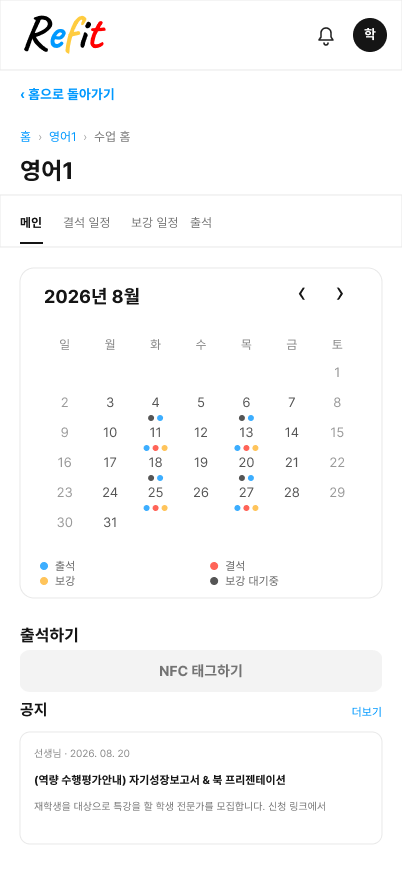 Refit
학
‹ 홈으로 돌아가기
홈 › 영어1 › 수업 홈
영어1
메인 결석 일정 보강 일정 출석
2026년 8월 ‹ ›
일 월 화 수 목 금 토
1
2 3 4 5 6 7 8
9 10 11 12 13 14 15
16 17 18 19 20 21 22
23 24 25 26 27 28 29
30 31
출석 결석
보강 보강 대기중
출석하기
NFC 태그하기
공지 더보기
선생님 · 2026. 08. 20
(역량 수행평가안내) 자기성장보고서 & 북 프리젠테이션
재학생을 대상으로 특강을 할 학생 전문가를 모집합니다. 신청 링크에서